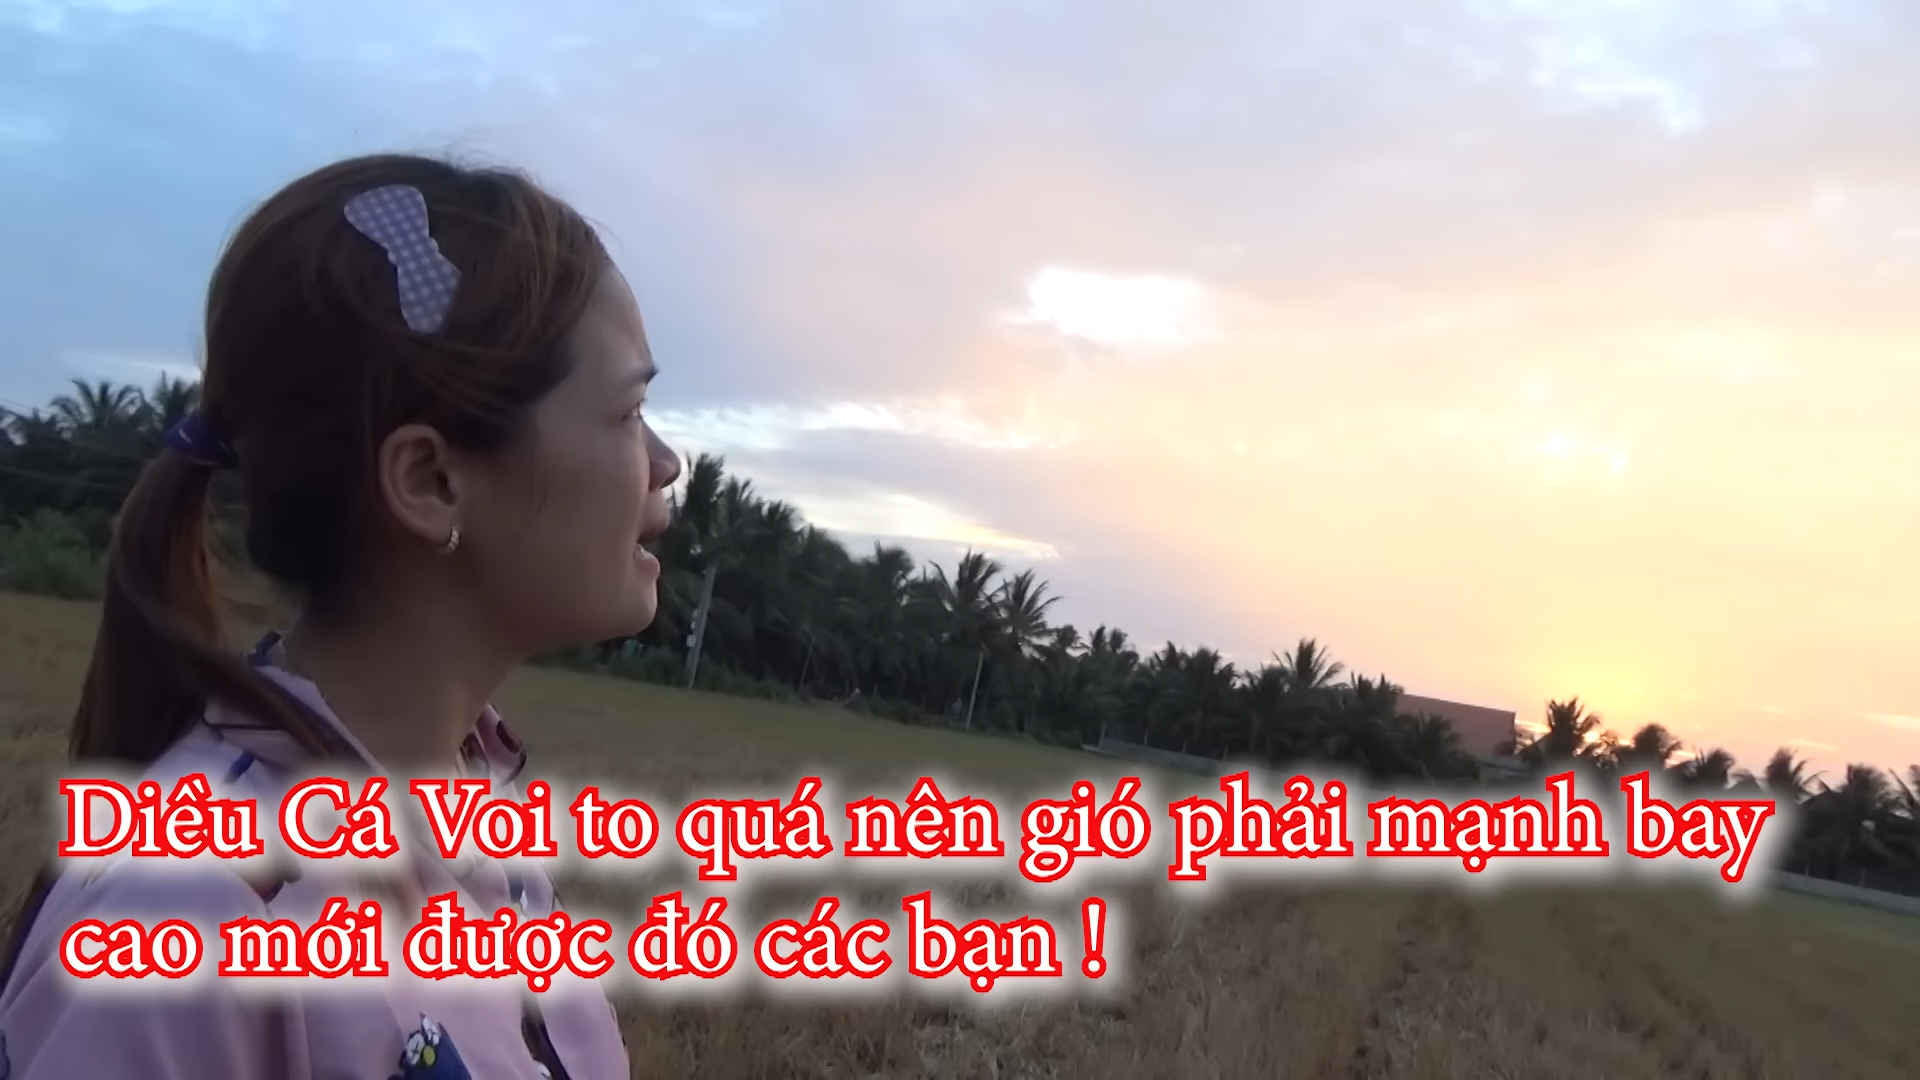 Diều Cá Voi to quá nên gió phải mạnh bay
cao mới được đó các bạn !